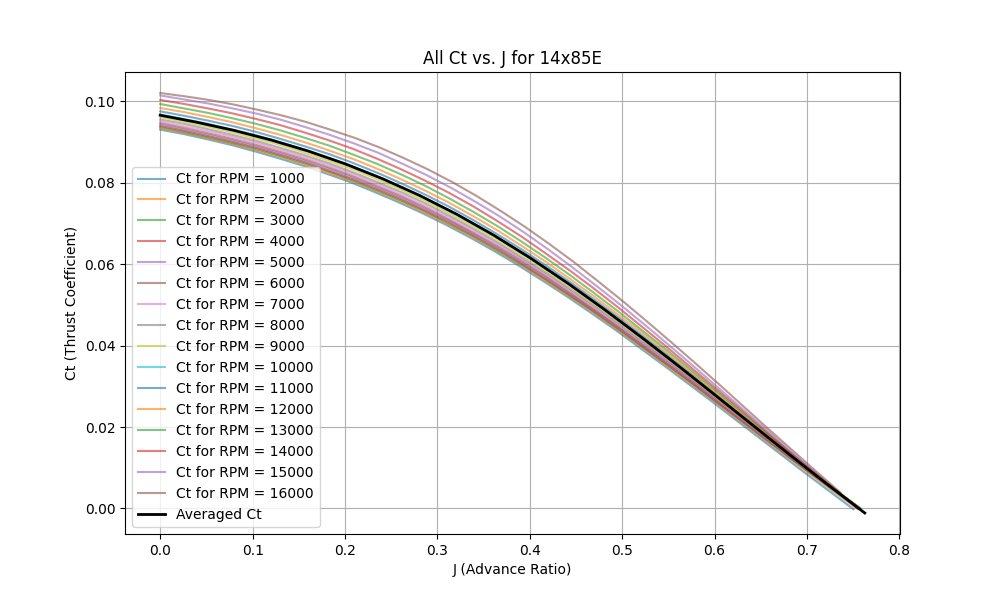 All Ct vs. J for 14x85E
Ct (Thrust Coefficient)
0.10
0.08
0.06
0.04
0.02
0.00
Ct for RPM = 1000
Ct for RPM = 2000
Ct for RPM = 3000
Ct for RPM = 4000
Ct for RPM = 5000
Ct for RPM = 6000
Ct for RPM = 7000
Ct for RPM = 8000
Ct for RPM = 9000
Ct for RPM = 10000
Ct for RPM = 11000
Ct for RPM = 12000
Ct for RPM = 13000
Ct for RPM = 14000
Ct for RPM = 15000
Ct for RPM = 16000
Averaged Ct
0.0 0.1 0.2 0.3 0.4 0.5 0.6 0.7 0.8
J (Advance Ratio)